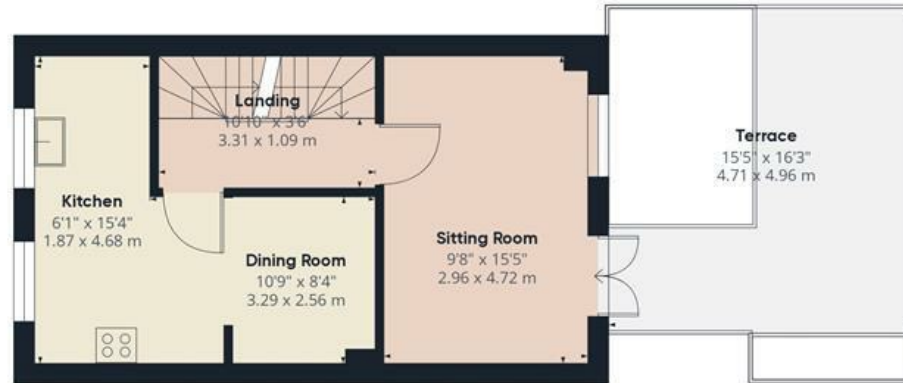 Landing
10'10" x 3'6"
3.31 x 1.09 m
Terrace
15'5" x 16'3"
4.71 x 4.96 m
Kitchen
6'1" x 15'4"
1.87 x 4.68 m
Sitting Room
9'8" x 15'5"
2.96 x 4.72 m
Dining Room
10'9" x 8'4"
3.29 x 2.56 m